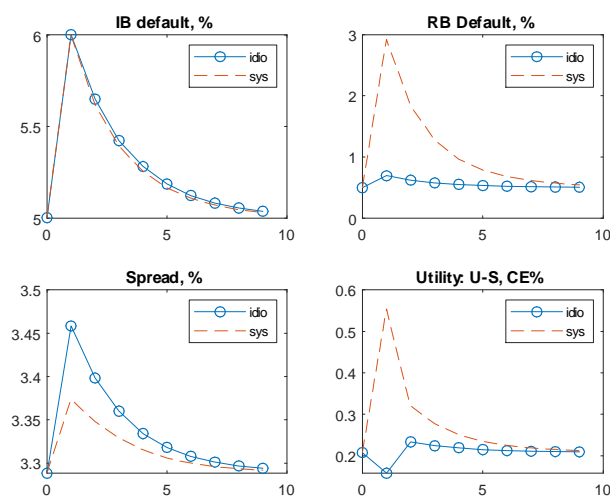 IB default, %
6
5.5
5
0
5
10
idio
sys
RB Default, %
3
2
1
0
0
5
10
idio
sys
Spread, %
3.5
3.45
3.4
3.35
3.3
0
5
10
idio
sys
Utility: U-S, CE%
0.6
0.5
0.4
0.3
0.2
0
5
10
idio
sys